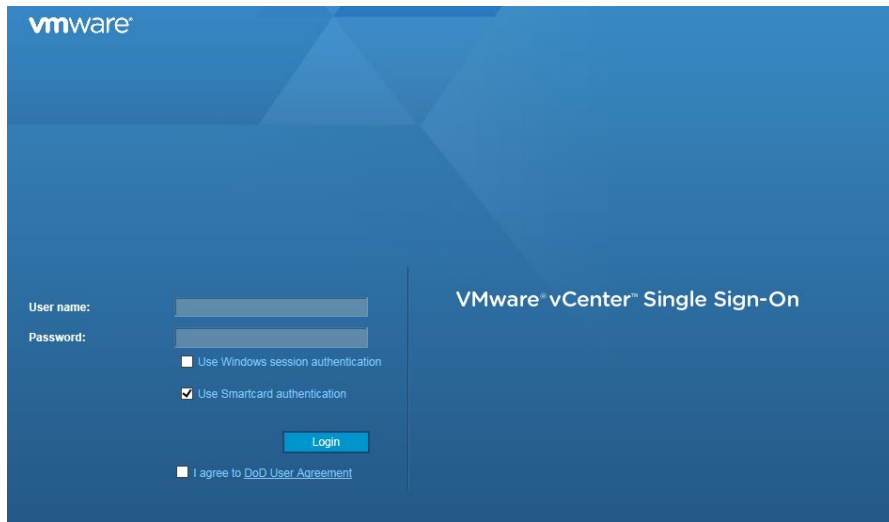 vmware®
User name:
Password:
Use Windows session authentication
Use Smartcard authentication
Login
I agree to DoD User Agreement
VMware® vCenter™ Single Sign-On